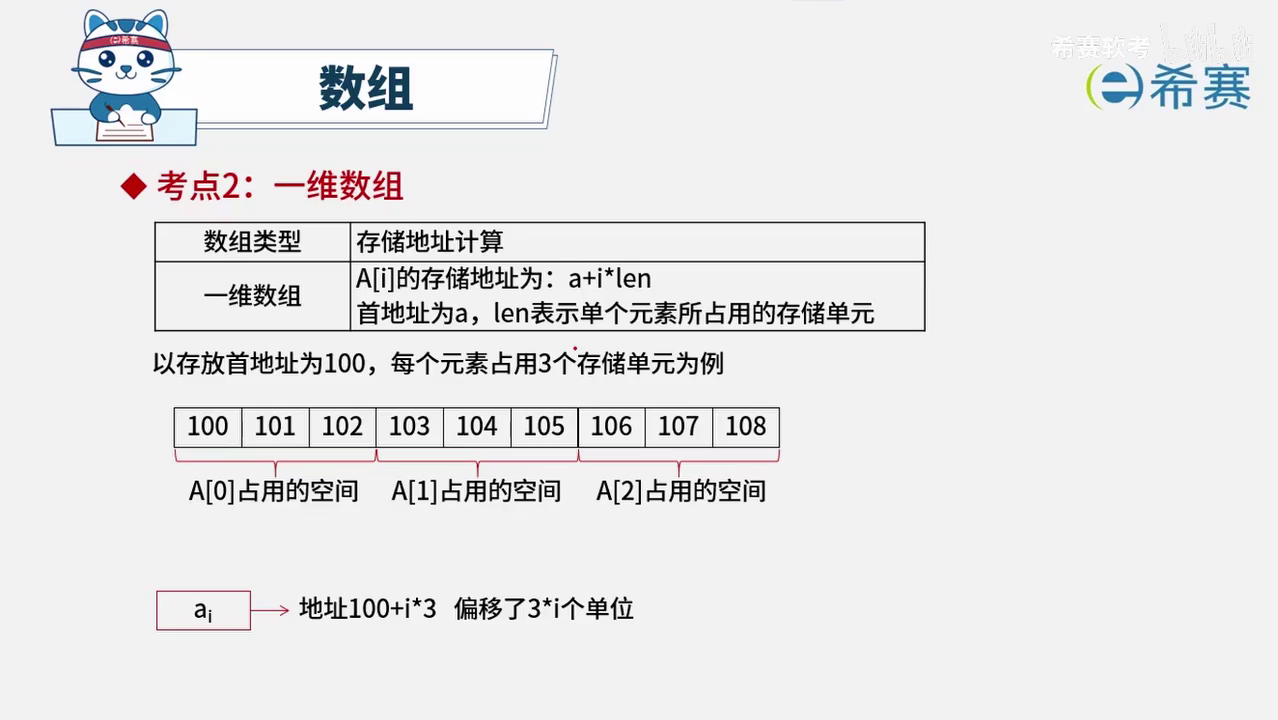 希赛
数组
希赛软考
希赛
考点2：一维数组
数组类型 存储地址计算
一维数组 A[i]的存储地址为：a+i*len
首地址为a，len表示单个元素所占用的存储单元
以存放首地址为100，每个元素占用3个存储单元为例
100 101 102 103 104 105 106 107 108
A[0]占用的空间 A[1]占用的空间 A[2]占用的空间
ai 地址100+i*3 偏移了3*i个单位